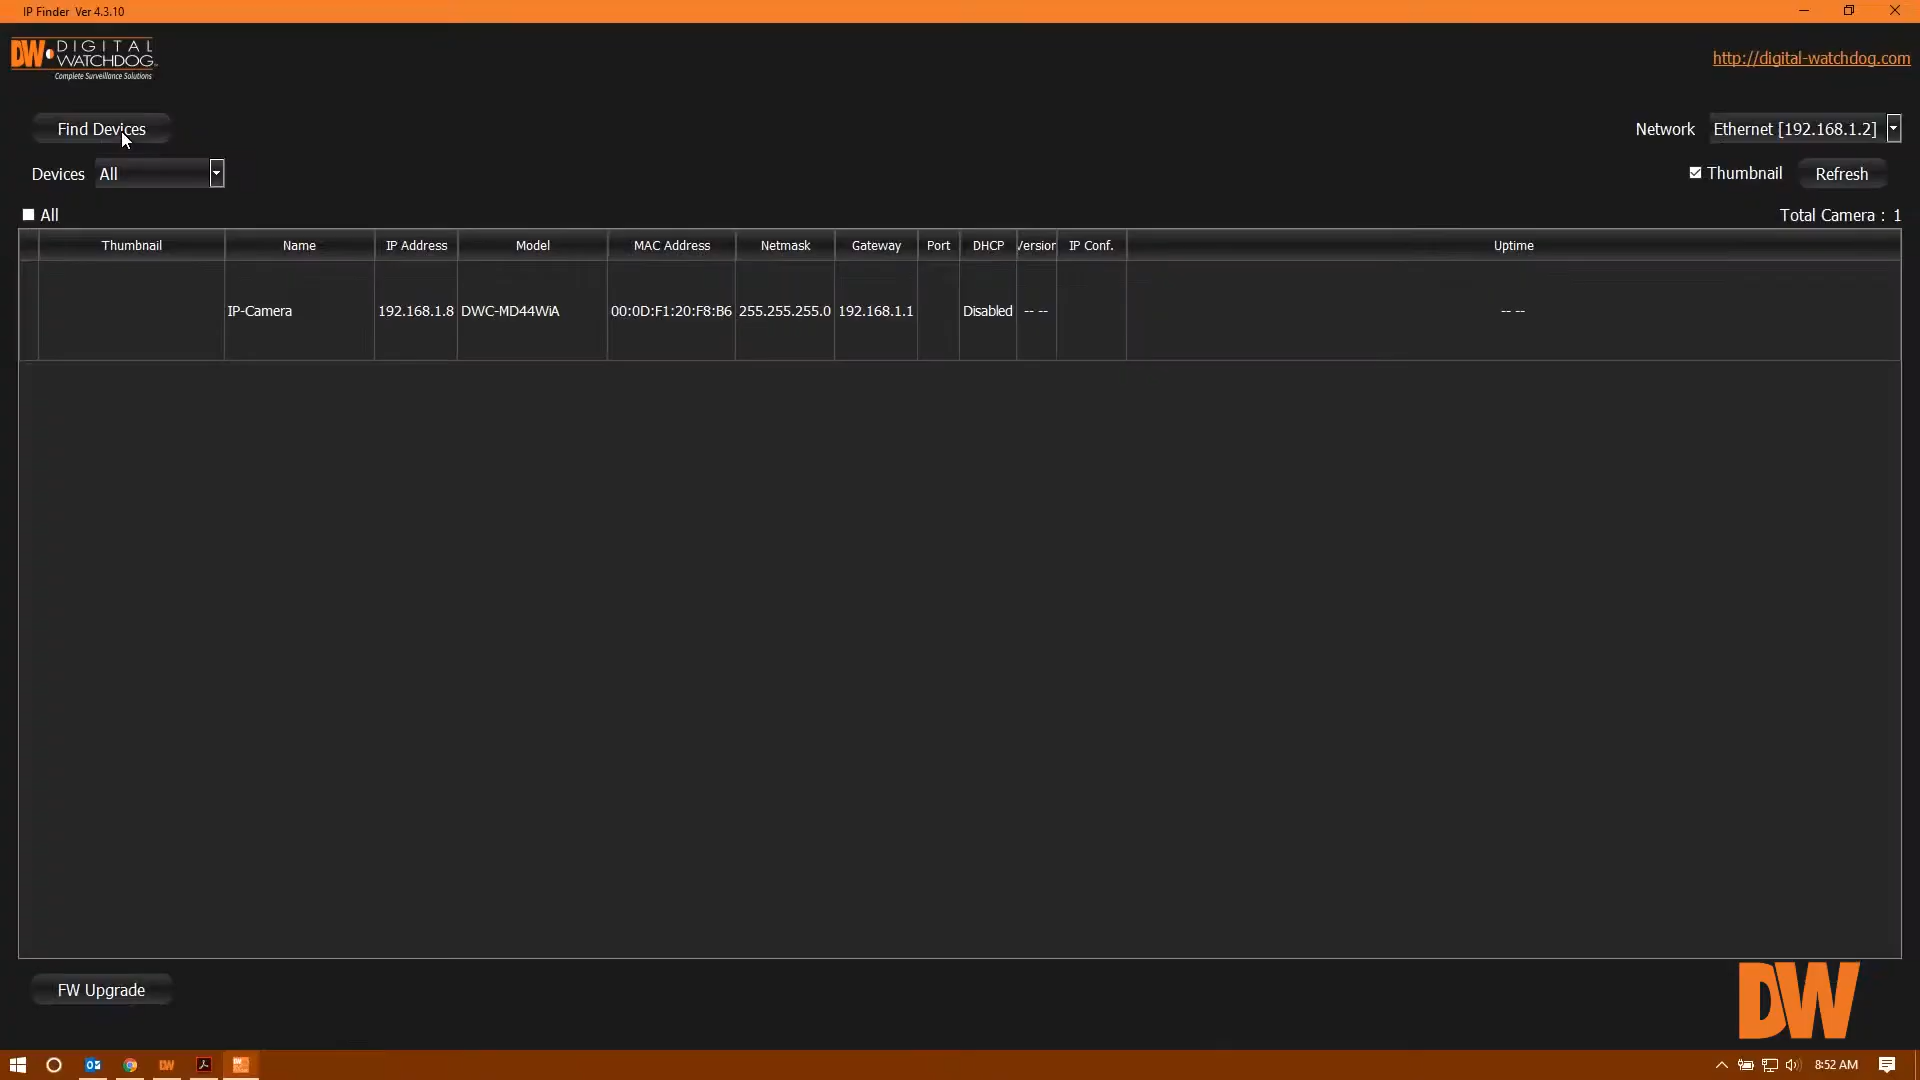 IP Finder Ver 4.3.10
DW DIGITAL
WATCHDOG
Complete Surveillance Solutions
http://digital-watchdog.com
Find Devices
Network Ethernet [192.168.1.2]
Devices All
Thumbnail Refresh
All
Total Camera : 1
Thumbnail Name IP Address Model MAC Address Netmask Gateway Port DHCP Version IP Conf. Uptime
IP-Camera 192.168.1.8 DWC-MD44WiA 00:0D:F1:20:F8:B6 255.255.255.0 192.168.1.1 Disabled -- -- -- --
FW Upgrade
DW
DW
8:52 AM